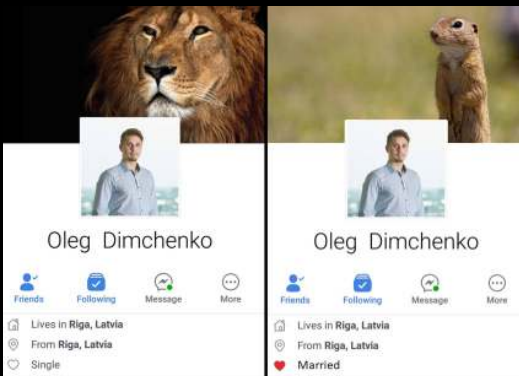 Oleg Dimchenko
Friends Following Message More
Lives in Riga, Latvia
From Riga, Latvia
Single
Oleg Dimchenko
Friends Following Message More
Lives in Riga, Latvia
From Riga, Latvia
Married